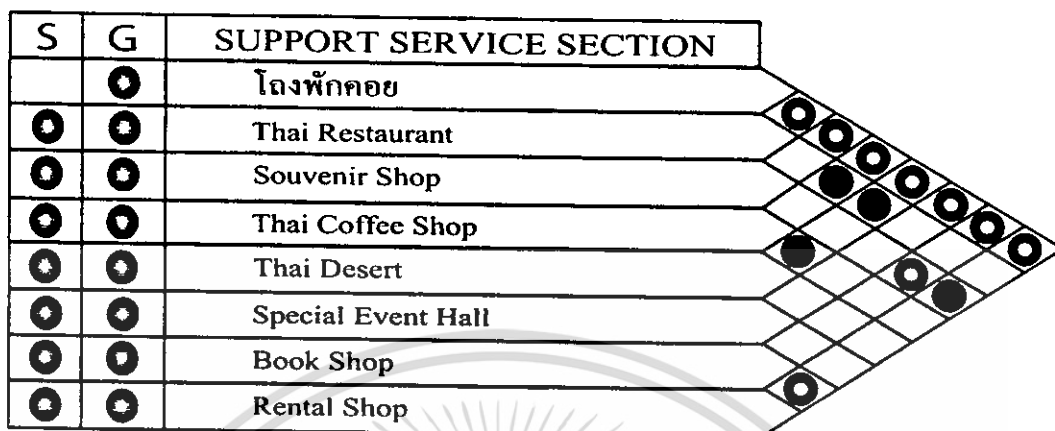 S G SUPPORT SERVICE SECTION
โถงพักคอย
Thai Restaurant
Souvenir Shop
Thai Coffee Shop
Thai Desert
Special Event Hall
Book Shop
Rental Shop